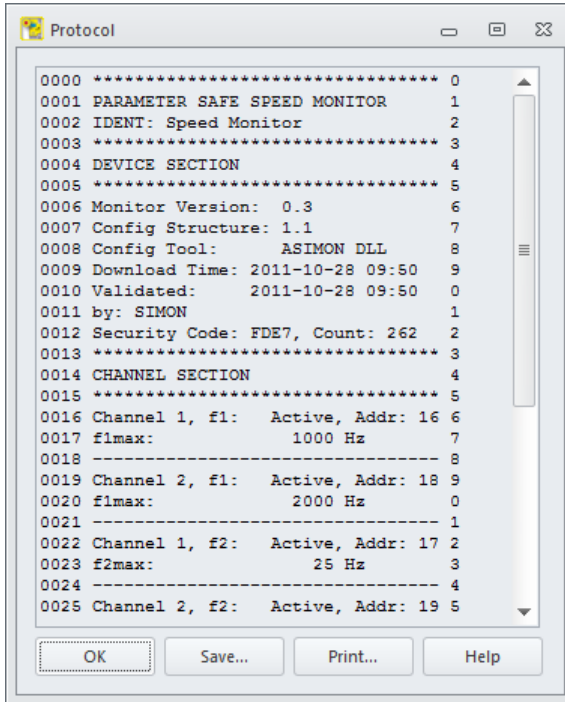 Protocol
0000 ********************************* 0
0001 PARAMETER SAFE SPEED MONITOR 1
0002 IDENT: Speed Monitor 2
0003 ********************************* 3
0004 DEVICE SECTION 4
0005 ********************************* 5
0006 Monitor Version: 0.3 6
0007 Config Structure: 1.1 7
0008 Config Tool: ASIMON DLL 8
0009 Download Time: 2011-10-28 09:50 9
0010 Validated: 2011-10-28 09:50 0
0011 by: SIMON 1
0012 Security Code: FDE7, Count: 262 2
0013 ********************************* 3
0014 CHANNEL SECTION 4
0015 ********************************* 5
0016 Channel 1, f1: Active, Addr: 16 6
0017 f1max: 1000 Hz 7
0018 --------------------------------- 8
0019 Channel 2, f1: Active, Addr: 18 9
0020 f1max: 2000 Hz 0
0021 --------------------------------- 1
0022 Channel 1, f2: Active, Addr: 17 2
0023 f2max: 25 Hz 3
0024 --------------------------------- 4
0025 Channel 2, f2: Active, Addr: 19 5
OK Save... Print... Help